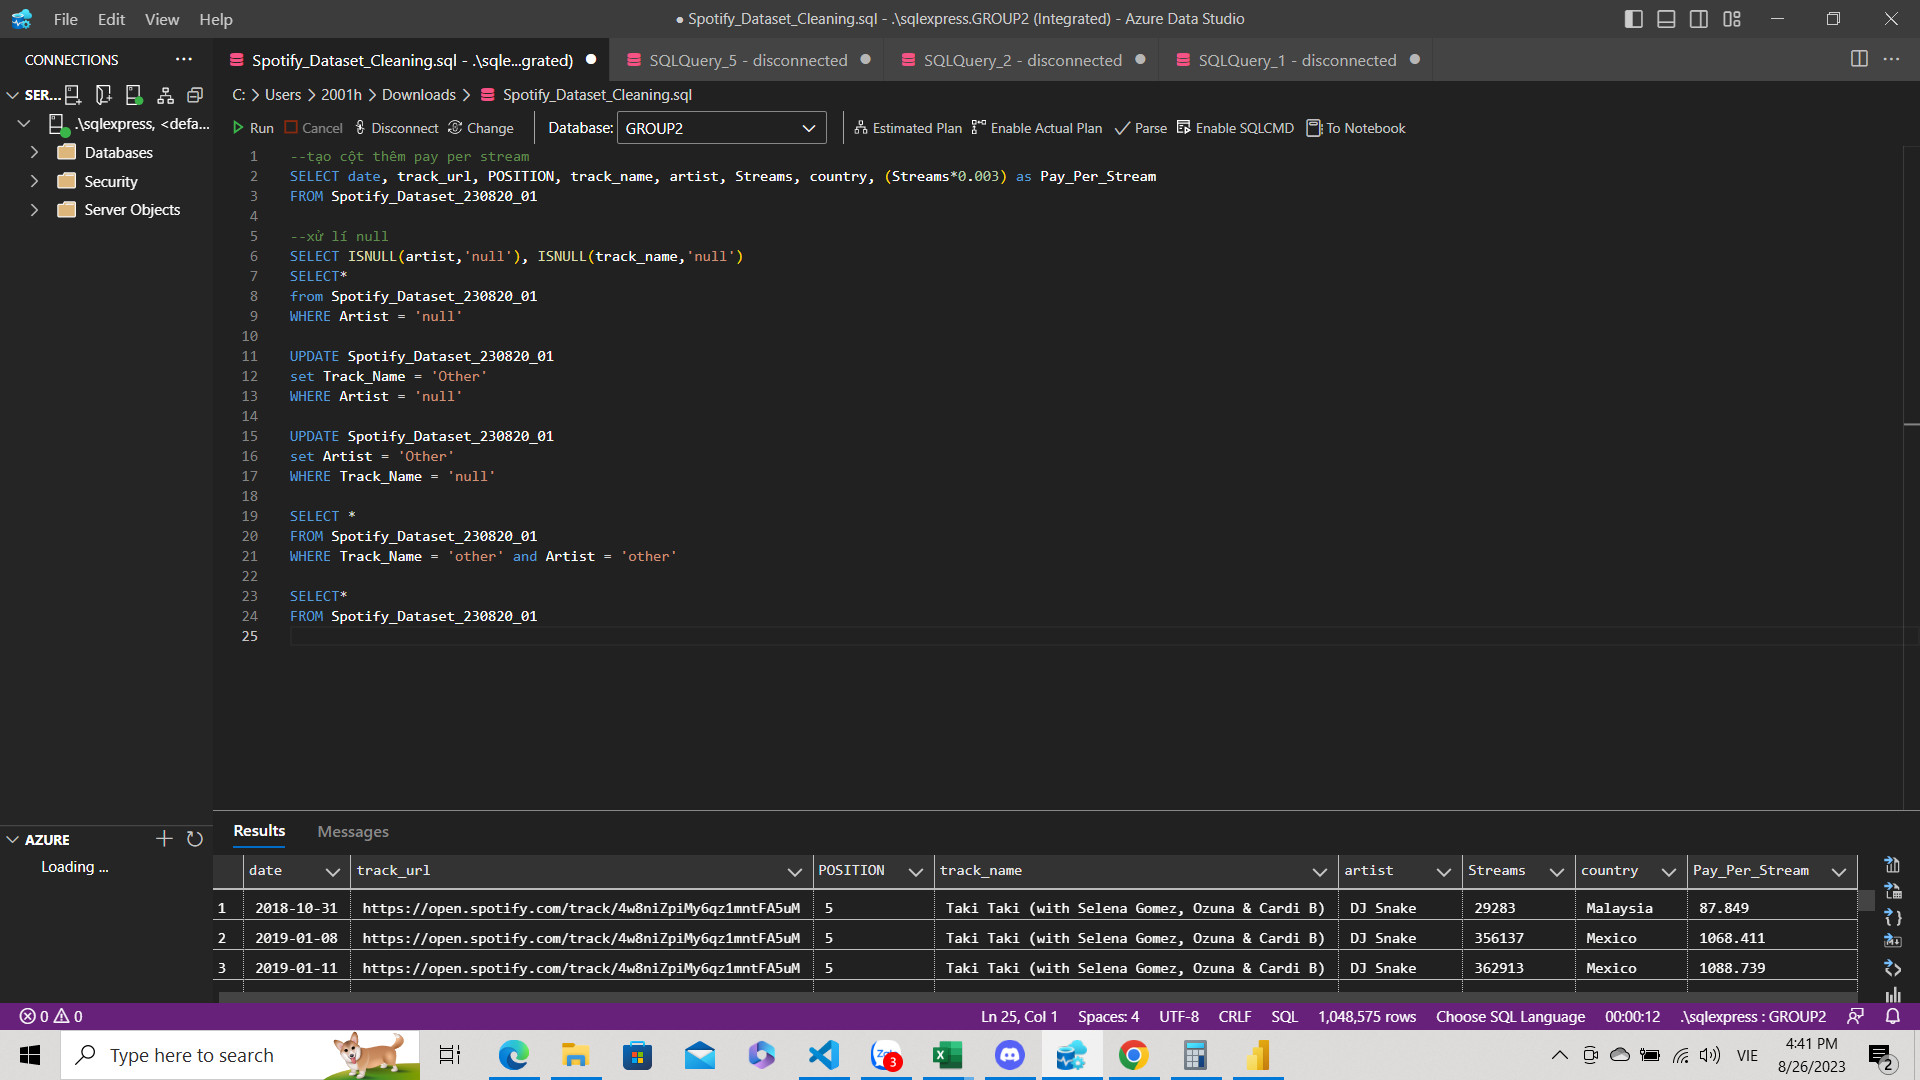 File Edit View Help
● Spotify_Dataset_Cleaning.sql - .\sqlexpress.GROUP2 (Integrated) - Azure Data Studio
CONNECTIONS
Spotify_Dataset_Cleaning.sql - .\sqle...grated)
SQLQuery_5 - disconnected
SQLQuery_2 - disconnected
SQLQuery_1 - disconnected
SER...
C: > Users > 2001h > Downloads > Spotify_Dataset_Cleaning.sql
.\sqlexpress, <defa...
Run Cancel Disconnect Change Database: GROUP2 Estimated Plan Enable Actual Plan Parse Enable SQLCMD To Notebook
Databases
Security
Server Objects
1 --tạo cột thêm pay per stream
2 SELECT date, track_url, POSITION, track_name, artist, Streams, country, (Streams*0.003) as Pay_Per_Stream
3 FROM Spotify_Dataset_230820_01
4
5 --xử lí null
6 SELECT ISNULL(artist,'null'), ISNULL(track_name,'null')
7 SELECT*
8 from Spotify_Dataset_230820_01
9 WHERE Artist = 'null'
10
11 UPDATE Spotify_Dataset_230820_01
12 set Track_Name = 'Other'
13 WHERE Artist = 'null'
14
15 UPDATE Spotify_Dataset_230820_01
16 set Artist = 'Other'
17 WHERE Track_Name = 'null'
18
19 SELECT *
20 FROM Spotify_Dataset_230820_01
21 WHERE Track_Name = 'other' and Artist = 'other'
22
23 SELECT*
24 FROM Spotify_Dataset_230820_01
25
AZURE
Loading ...
Results Messages
date track_url POSITION track_name artist Streams country Pay_Per_Stream
1 2018-10-31 https://open.spotify.com/track/4w8niZpiMy6qz1mntFA5uM 5 Taki Taki (with Selena Gomez, Ozuna & Cardi B) DJ Snake 29283 Malaysia 87.849
2 2019-01-08 https://open.spotify.com/track/4w8niZpiMy6qz1mntFA5uM 5 Taki Taki (with Selena Gomez, Ozuna & Cardi B) DJ Snake 356137 Mexico 1068.411
3 2019-01-11 https://open.spotify.com/track/4w8niZpiMy6qz1mntFA5uM 5 Taki Taki (with Selena Gomez, Ozuna & Cardi B) DJ Snake 362913 Mexico 1088.739
0 0
Ln 25, Col 1 Spaces: 4 UTF-8 CRLF SQL 1,048,575 rows Choose SQL Language 00:00:12 .\sqlexpress : GROUP2
Type here to search
3
VIE
4:41 PM
8/26/2023
2